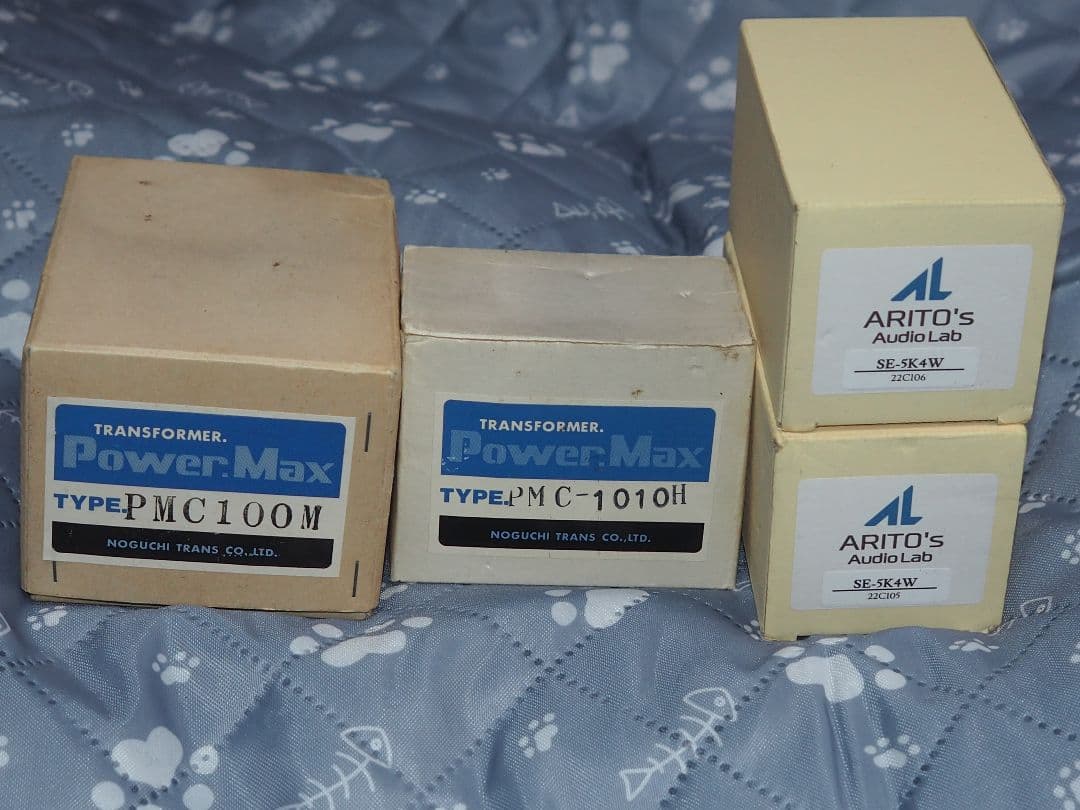 TRANSFORMER.
Power.Max
TYPE.PMC100M
NOGUCHI TRANS CO.,LTD.
TRANSFORMER.
Power.Max
TYPE.PMC-1010H
NOGUCHI TRANS CO.,LTD.
AL
ARITO's
Audio Lab
SE-5K4W
22C106
AL
ARITO's
Audio Lab
SE-5K4W
22C105